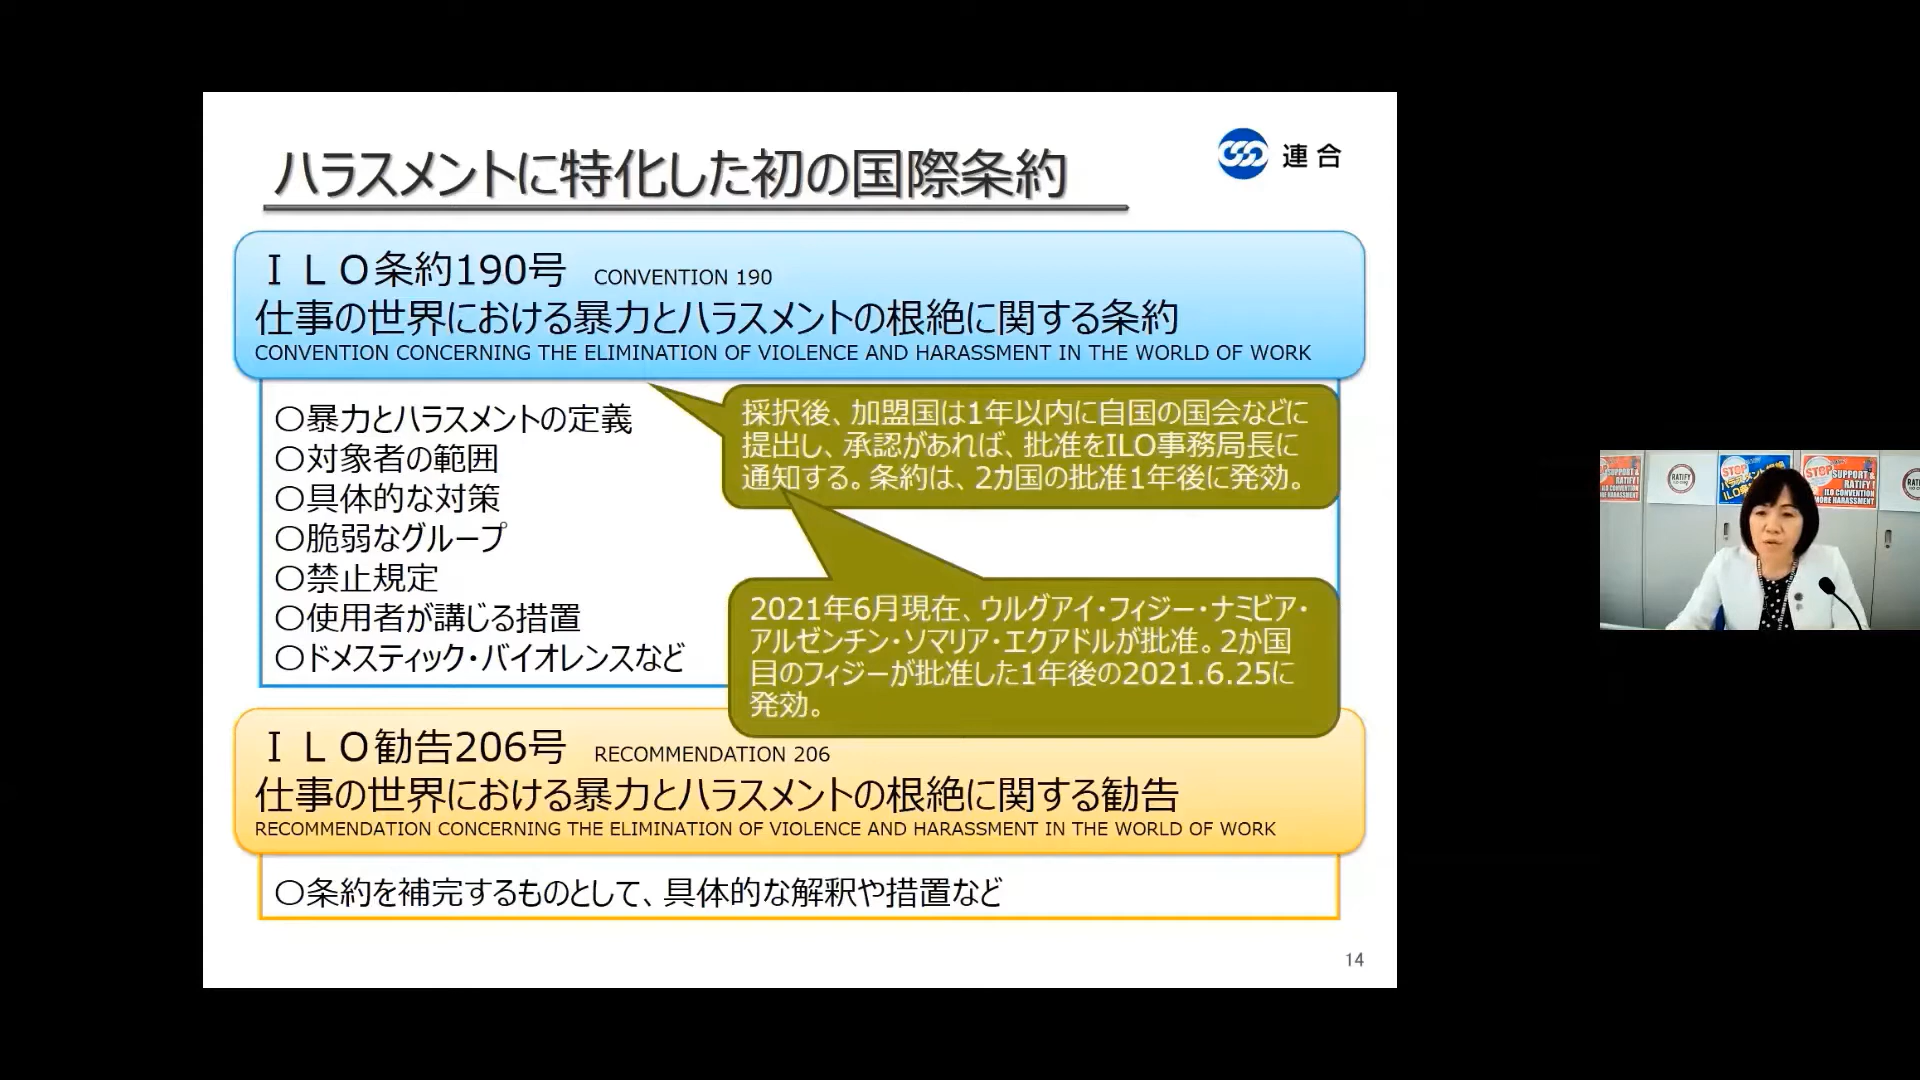 ハラスメントに特化した初の国際条約
連合
ＩＬＯ条約190号 CONVENTION 190
仕事の世界における暴力とハラスメントの根絶に関する条約
CONVENTION CONCERNING THE ELIMINATION OF VIOLENCE AND HARASSMENT IN THE WORLD OF WORK
○暴力とハラスメントの定義
○対象者の範囲
○具体的な対策
○脆弱なグループ
○禁止規定
○使用者が講じる措置
○ドメスティック・バイオレンスなど
採択後、加盟国は1年以内に自国の国会などに
提出し、承認があれば、批准をILO事務局長に
通知する。条約は、2カ国の批准1年後に発効。
2021年6月現在、ウルグアイ・フィジー・ナミビア・
アルゼンチン・ソマリア・エクアドルが批准。2か国
目のフィジーが批准した1年後の2021.6.25に
発効。
ＩＬＯ勧告206号 RECOMMENDATION 206
仕事の世界における暴力とハラスメントの根絶に関する勧告
RECOMMENDATION CONCERNING THE ELIMINATION OF VIOLENCE AND HARASSMENT IN THE WORLD OF WORK
○条約を補完するものとして、具体的な解釈や措置など
14
RATIFY
STOP
STOP
SUPPORT &
RATIFY!
ILO CONVENTION
MORE HARASSMENT